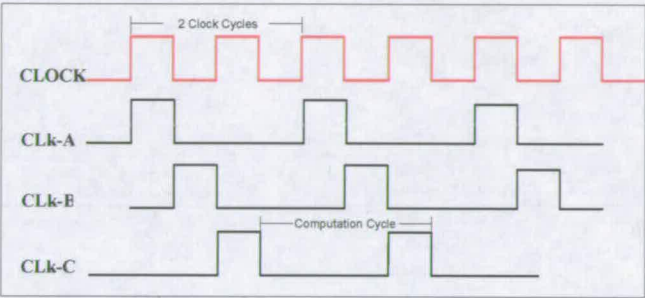 2 Clock Cycles
CLOCK
CLk-A
CLk-B
Computation Cycle
CLk-C